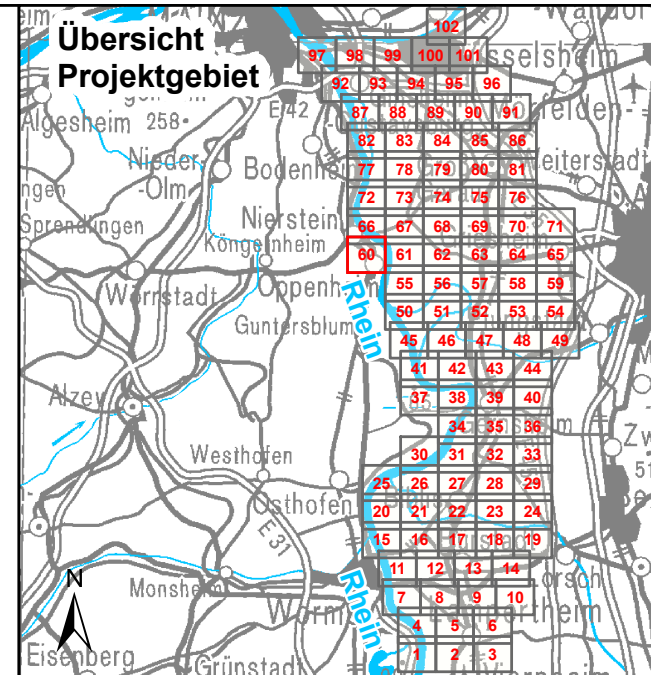 Übersicht
Projektgebiet
102
97 98 99 100 101
sselsheim
92 93 94 95 96
87 88 89 90 91
E 42
Algesheim 258
82 83 84 85 86
Nieder-
-Olm
Bodenheim
77 78 79 80 81
eiterstadt
72 73 74 75 76
ngen
Sprendlingen
Nierstein
66 67 68 69 70 71
Köngernheim
60 61 62 63 64 65
Oppenheim
55 56 57 58 59
Wörrstadt
Rhein
50 51 52 53 54
Guntersblum
45 46 47 48 49
41 42 43 44
Alzey
37 38 39 40
34 35 36
Westhofen
30 31 32 33
25 26 27 28 29
Osthofen
20 21 22 23 24
E 31
15 16 17 18 19
11 12 13 14
orsch
N
Monsheim
Rhein
7 8 9 10
Worms
4 5 6
Eisenberg
Grünstadt
1 2 3